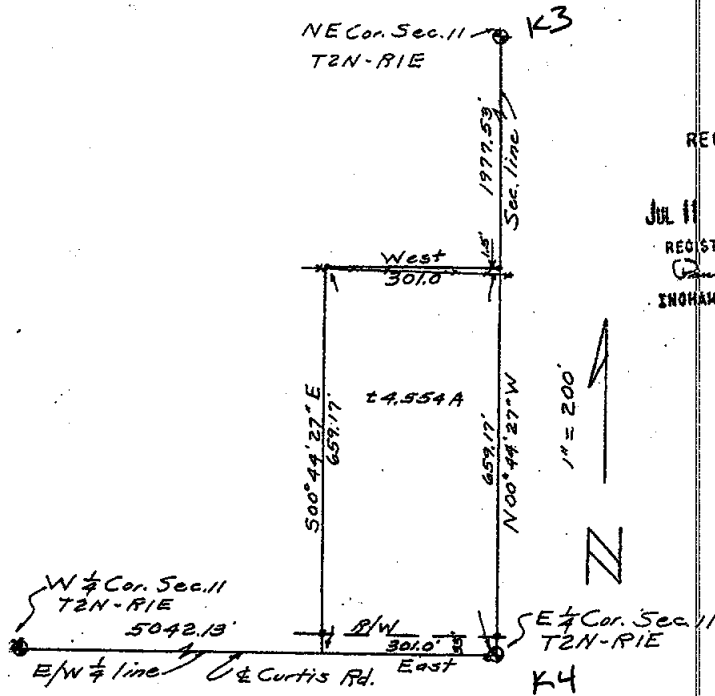 NE Cor. Sec. 11
T2N-R1E
K3
1977.53'
Sec. line
JUL 11
West
301.0
1.5'
S00°44'27"E
659.17'
±4.554A
659.17'
N00°44'27"W
1" = 200'
N
W 1/4 Cor. Sec. 11
T2N-R1E
5042.13'
E/W 1/4 line
℄ Curtis Rd.
R/W
301.0'
33'
East
E 1/4 Cor. Sec 11
T2N-R1E
K4